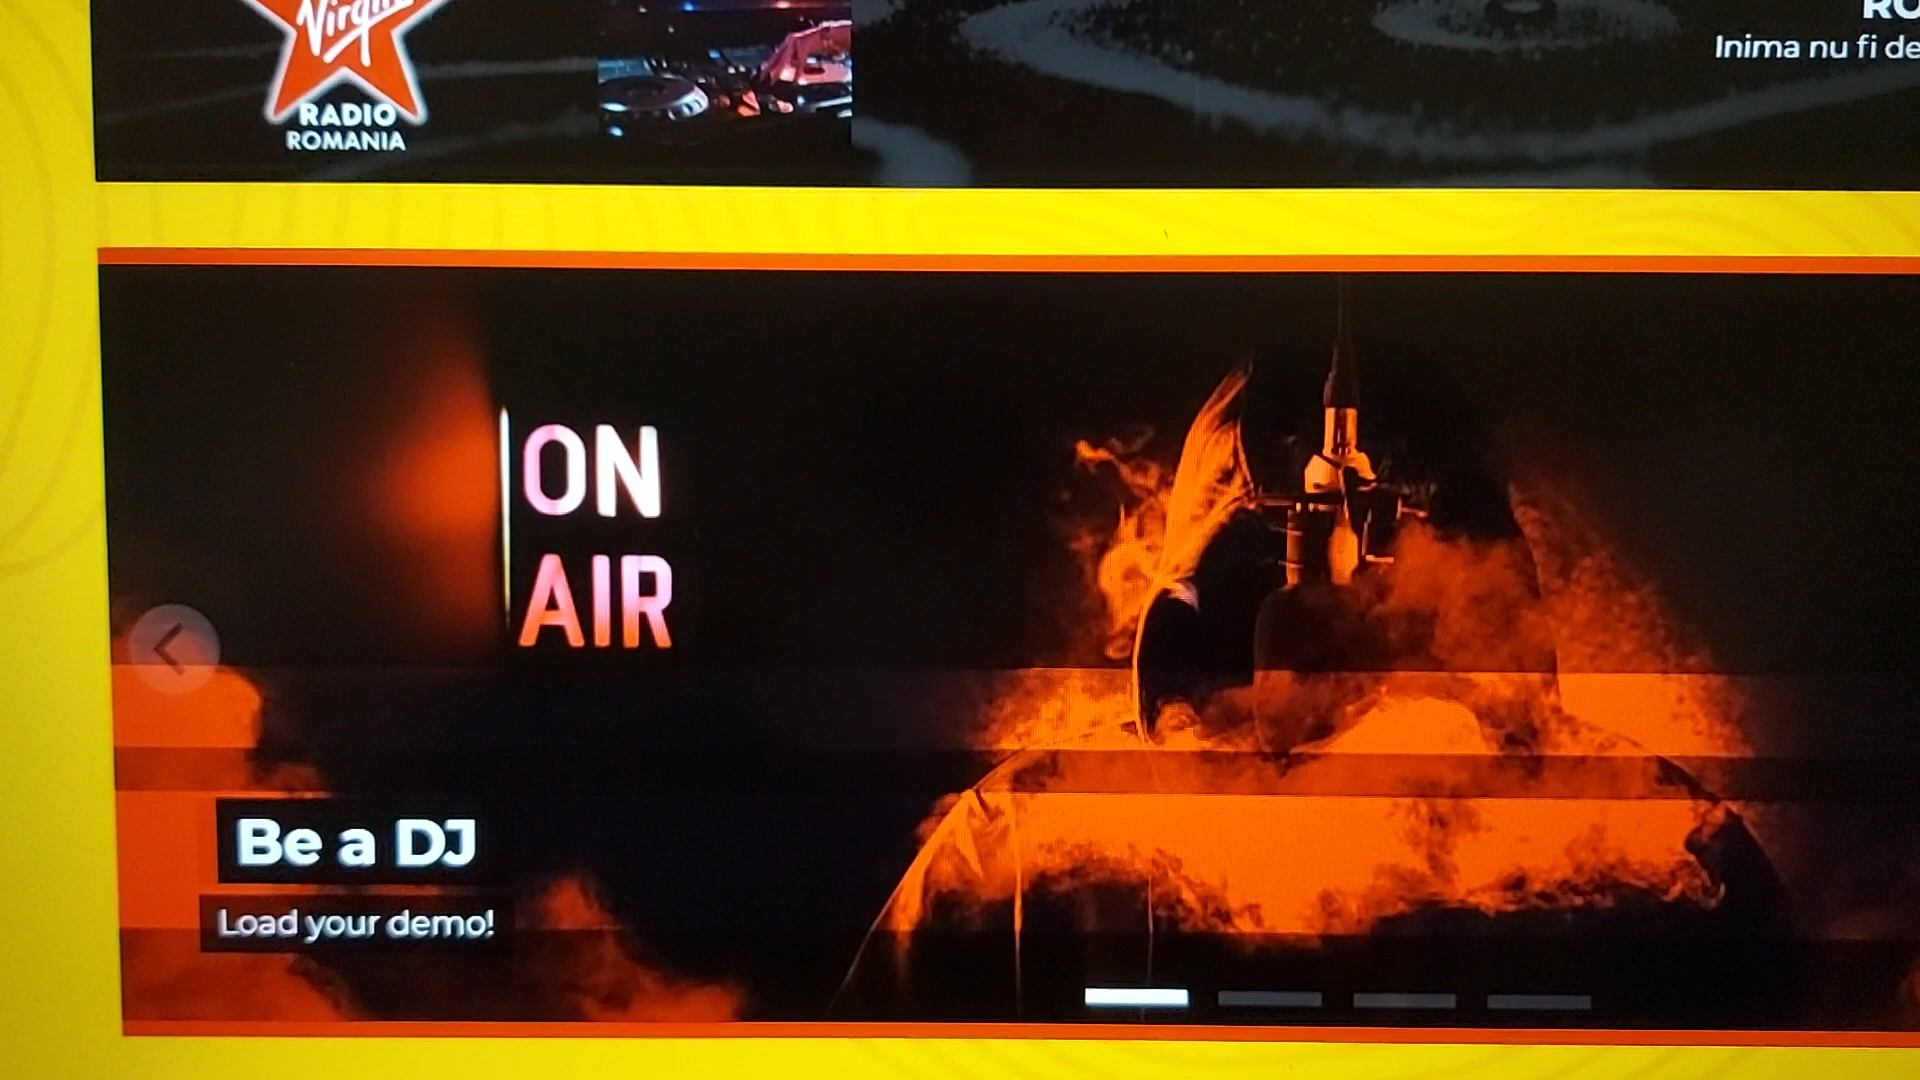 Virgin
RADIO
ROMANIA
Inima nu fi de
ON
AIR
Be a DJ
Load your demo!